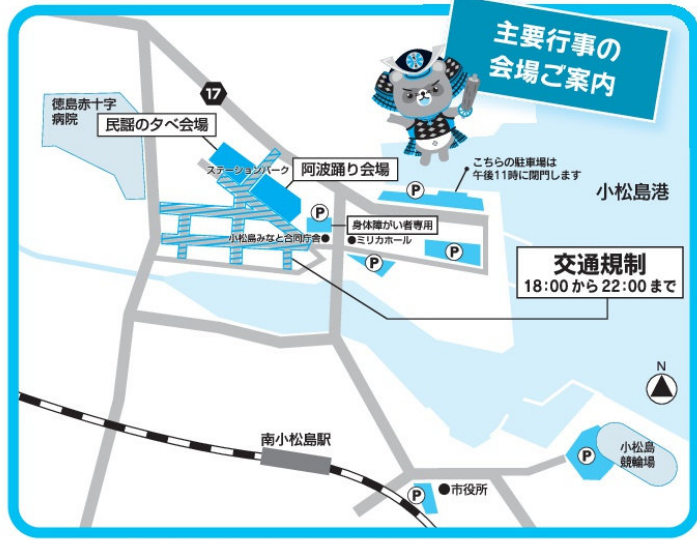 主要行事の
会場ご案内
17
徳島赤十字
病院
民謡の夕べ会場
ステーションパーク
阿波踊り会場
こちらの駐車場は
午後11時に閉門します
小松島港
P
P
身体障がい者専用
小松島みなと合同庁舎
ミリカホール
P
P
交通規制
18:00から22:00まで
N
南小松島駅
小松島
競輪場
P
市役所
P